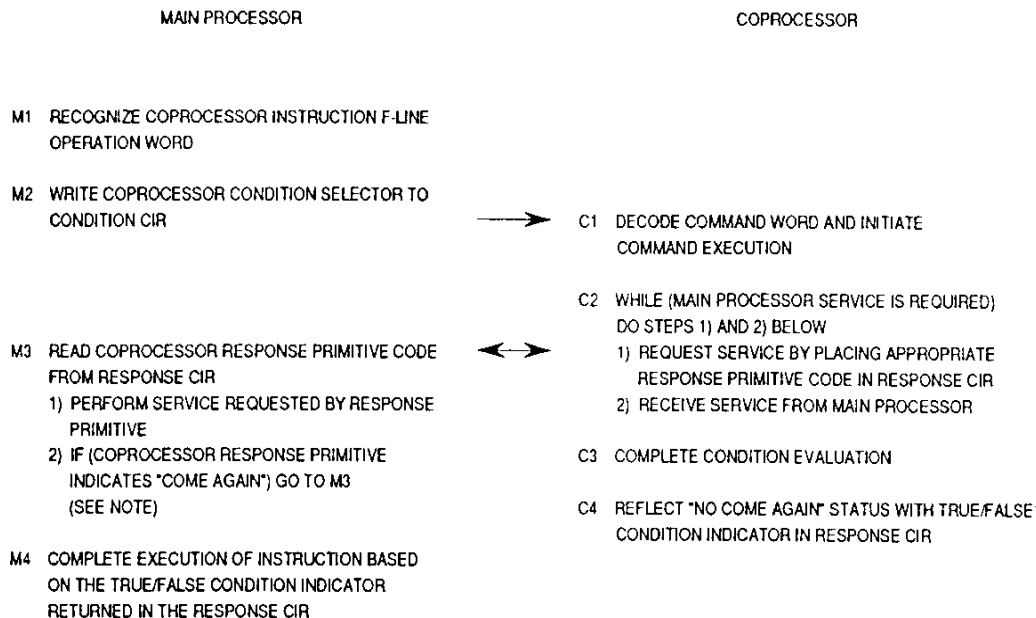 MAIN PROCESSOR
COPROCESSOR
M1 RECOGNIZE COPROCESSOR INSTRUCTION F-LINE
OPERATION WORD
M2 WRITE COPROCESSOR CONDITION SELECTOR TO
CONDITION CIR
C1 DECODE COMMAND WORD AND INITIATE
COMMAND EXECUTION
C2 WHILE (MAIN PROCESSOR SERVICE IS REQUIRED)
DO STEPS 1) AND 2) BELOW
1) REQUEST SERVICE BY PLACING APPROPRIATE
RESPONSE PRIMITIVE CODE IN RESPONSE CIR
2) RECEIVE SERVICE FROM MAIN PROCESSOR
M3 READ COPROCESSOR RESPONSE PRIMITIVE CODE
FROM RESPONSE CIR
1) PERFORM SERVICE REQUESTED BY RESPONSE
PRIMITIVE
2) IF (COPROCESSOR RESPONSE PRIMITIVE
INDICATES "COME AGAIN") GO TO M3
(SEE NOTE)
C3 COMPLETE CONDITION EVALUATION
C4 REFLECT "NO COME AGAIN" STATUS WITH TRUE/FALSE
CONDITION INDICATOR IN RESPONSE CIR
M4 COMPLETE EXECUTION OF INSTRUCTION BASED
ON THE TRUE/FALSE CONDITION INDICATOR
RETURNED IN THE RESPONSE CIR